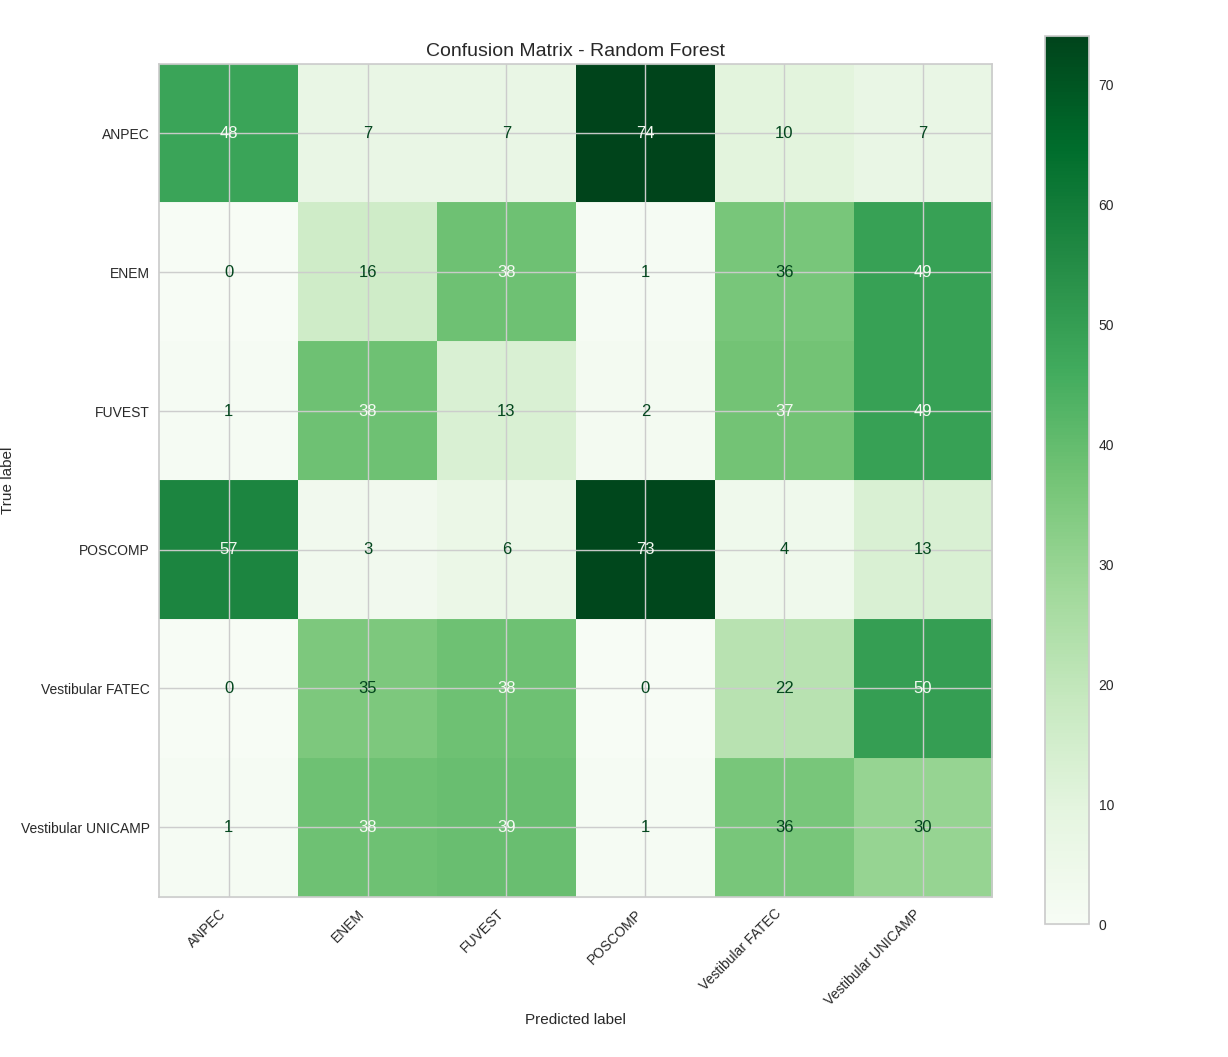 Confusion Matrix - Random Forest
True label
ANPEC 48 7 7 74 10 7
ENEM 0 16 38 1 36 49
FUVEST 1 38 13 2 37 49
POSCOMP 57 3 6 73 4 13
Vestibular FATEC 0 35 38 0 22 50
Vestibular UNICAMP 1 38 39 1 36 30
ANPEC ENEM FUVEST POSCOMP Vestibular FATEC Vestibular UNICAMP
Predicted label
70
60
50
40
30
20
10
0